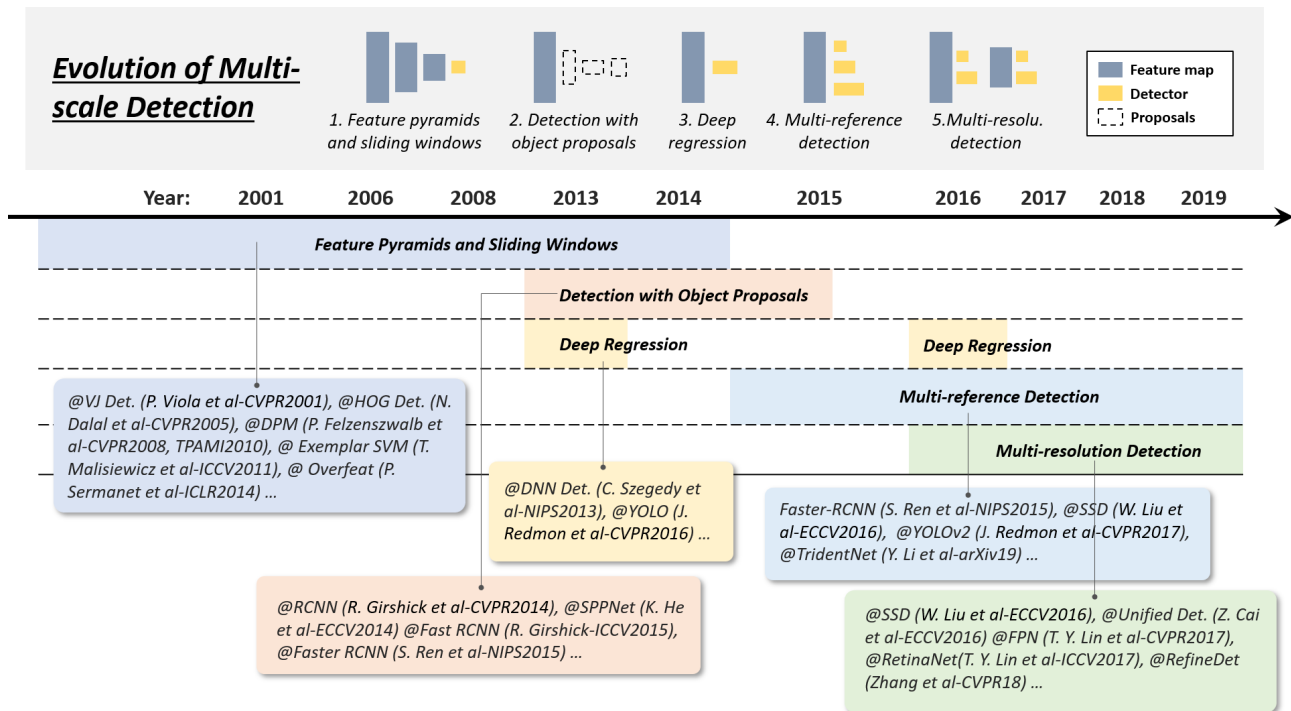 Evolution of Multi-
scale Detection
1. Feature pyramids
and sliding windows
2. Detection with
object proposals
3. Deep
regression
4. Multi-reference
detection
5.Multi-resolu.
detection
Feature map
Detector
Proposals
Year: 2001 2006 2008 2013 2014 2015 2016 2017 2018 2019
Feature Pyramids and Sliding Windows
Detection with Object Proposals
Deep Regression
Deep Regression
Multi-reference Detection
Multi-resolution Detection
@VJ Det. (P. Viola et al-CVPR2001), @HOG Det. (N.
Dalal et al-CVPR2005), @DPM (P. Felzenszwalb et
al-CVPR2008, TPAMI2010), @ Exemplar SVM (T.
Malisiewicz et al-ICCV2011), @ Overfeat (P.
Sermanet et al-ICLR2014) ...
@DNN Det. (C. Szegedy et
al-NIPS2013), @YOLO (J.
Redmon et al-CVPR2016) ...
Faster-RCNN (S. Ren et al-NIPS2015), @SSD (W. Liu
et al-ECCV2016), @YOLOv2 (J. Redmon et al-CVPR2017),
@TridentNet (Y. Li et al-arXiv19) ...
@RCNN (R. Girshick et al-CVPR2014), @SPPNet (K. He
et al-ECCV2014) @Fast RCNN (R. Girshick-ICCV2015),
@Faster RCNN (S. Ren et al-NIPS2015) ...
@SSD (W. Liu et al-ECCV2016), @Unified Det. (Z. Cai
et al-ECCV2016) @FPN (T. Y. Lin et al-CVPR2017),
@RetinaNet(T. Y. Lin et al-ICCV2017), @RefineDet
(Zhang et al-CVPR18) ...